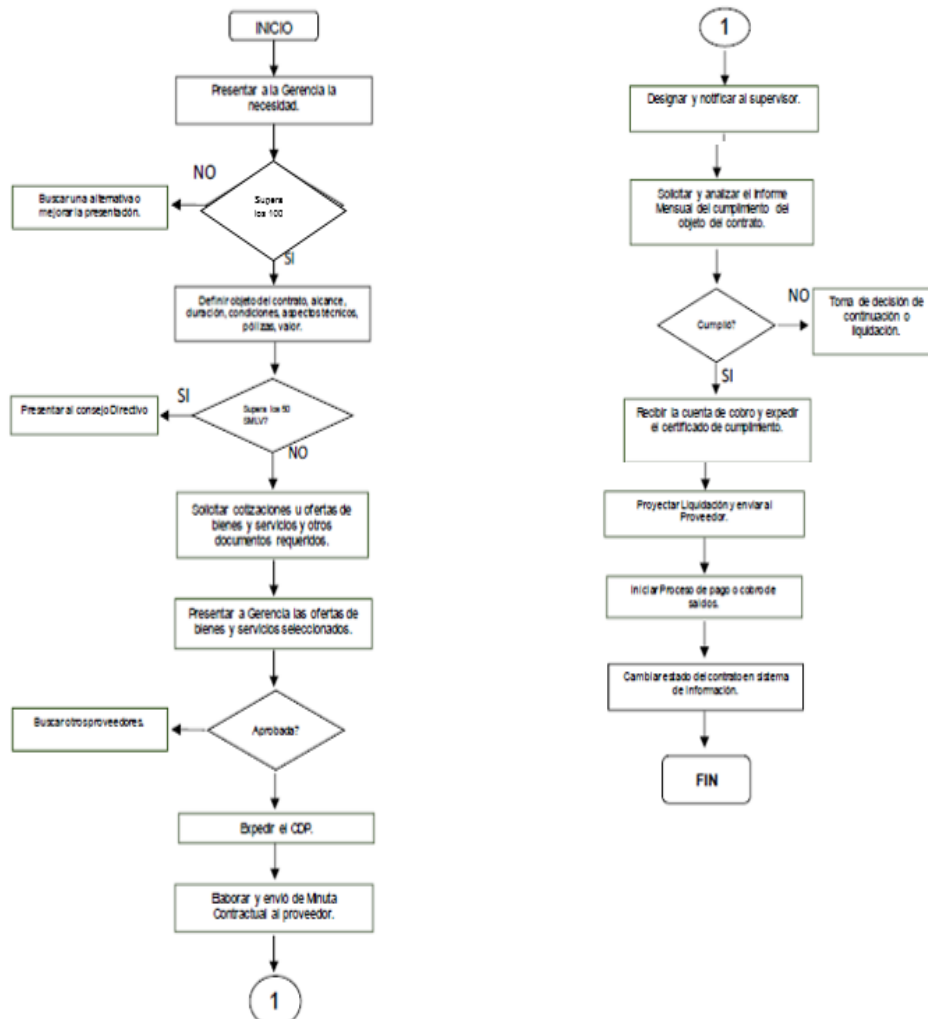 INICIO
Presentar a la Gerencia la
necesidad.
NO
Buscar una alternativa o
mejorar la presentación.
Supera
los 100
SI
Definir objeto del contrato, alcance,
duración, condiciones, aspectos técnicos,
pólizas, valor.
SI
Presentar al consejo Directivo
Supera los 50
SMLV?
NO
Solicitar cotizaciones u ofertas de
bienes y servicios y otros
documentos requeridos.
Presentar a Gerencia las ofertas de
bienes y servicios seleccionados.
Buscar otros proveedores.
Aprobada?
Expedir el CDP.
Elaborar y envió de Minuta
Contractual al proveedor.
1
1
Designar y notificar al supervisor.
Solicitar y analizar el Informe
Mensual del cumplimiento del
objeto del contrato.
NO
Toma de decisión de
continuación o
liquidación.
Cumplió?
SI
Recibir la cuenta de cobro y expedir
el certificado de cumplimiento.
Proyectar Liquidación y enviar al
Proveedor.
Iniciar Proceso de pago o cobro de
saldos.
Cambiar estado del contrato en sistema
de Información.
FIN